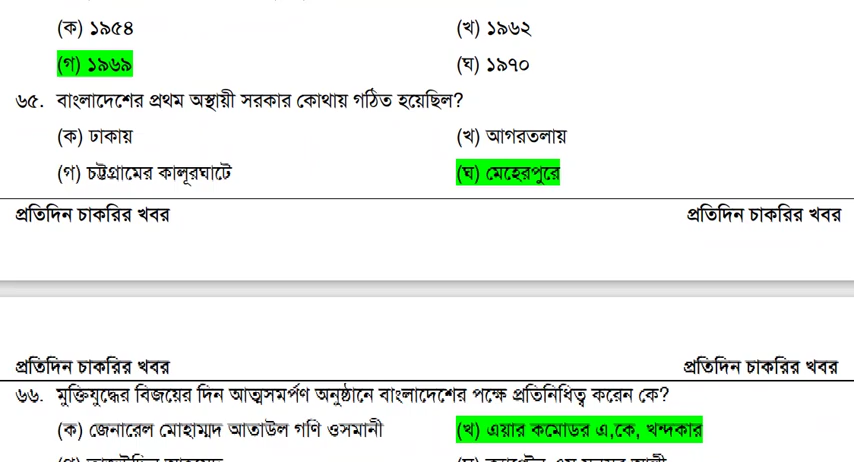 (ক) ১৯৫৪ (খ) ১৯৬২
(গ) ১৯৬৯ (ঘ) ১৯৭০
৬৫. বাংলাদেশের প্রথম অস্থায়ী সরকার কোথায় গঠিত হয়েছিল?
(ক) ঢাকায় (খ) আগরতলায়
(গ) চট্টগ্রামের কালূরঘাটে (ঘ) মেহেরপুরে
প্রতিদিন চাকরির খবর প্রতিদিন চাকরির খবর
প্রতিদিন চাকরির খবর প্রতিদিন চাকরির খবর
৬৬. মুক্তিযুদ্ধের বিজয়ের দিন আত্মসমর্পণ অনুষ্ঠানে বাংলাদেশের পক্ষে প্রতিনিধিত্ব করেন কে?
(ক) জেনারেল মোহাম্মদ আতাউল গণি ওসমানী (খ) এয়ার কমোডর এ,কে, খন্দকার